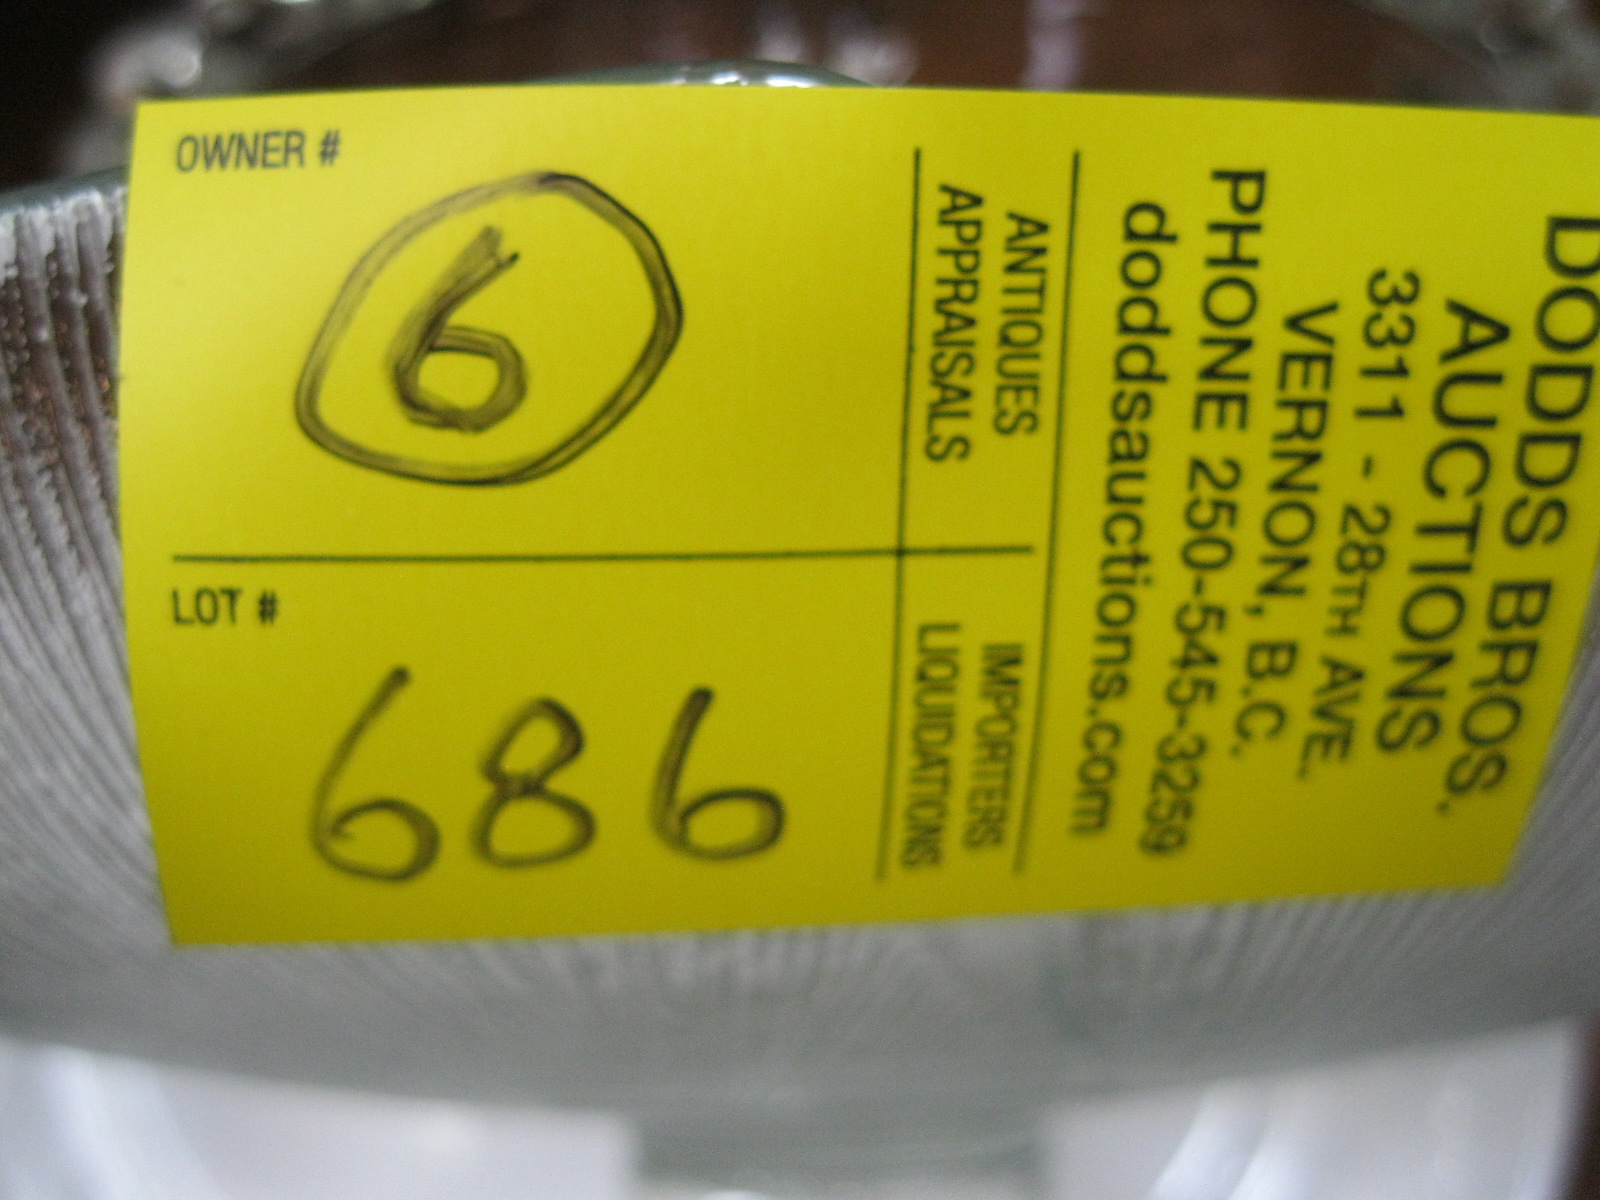 OWNER #
6
LOT #
686
DODDS BROS.
AUCTIONS
3311 - 28TH AVE.
VERNON, B.C.
PHONE 250-545-3259
doddsauctions.com
ANTIQUES
APPRAISALS
IMPORTERS
LIQUIDATIONS